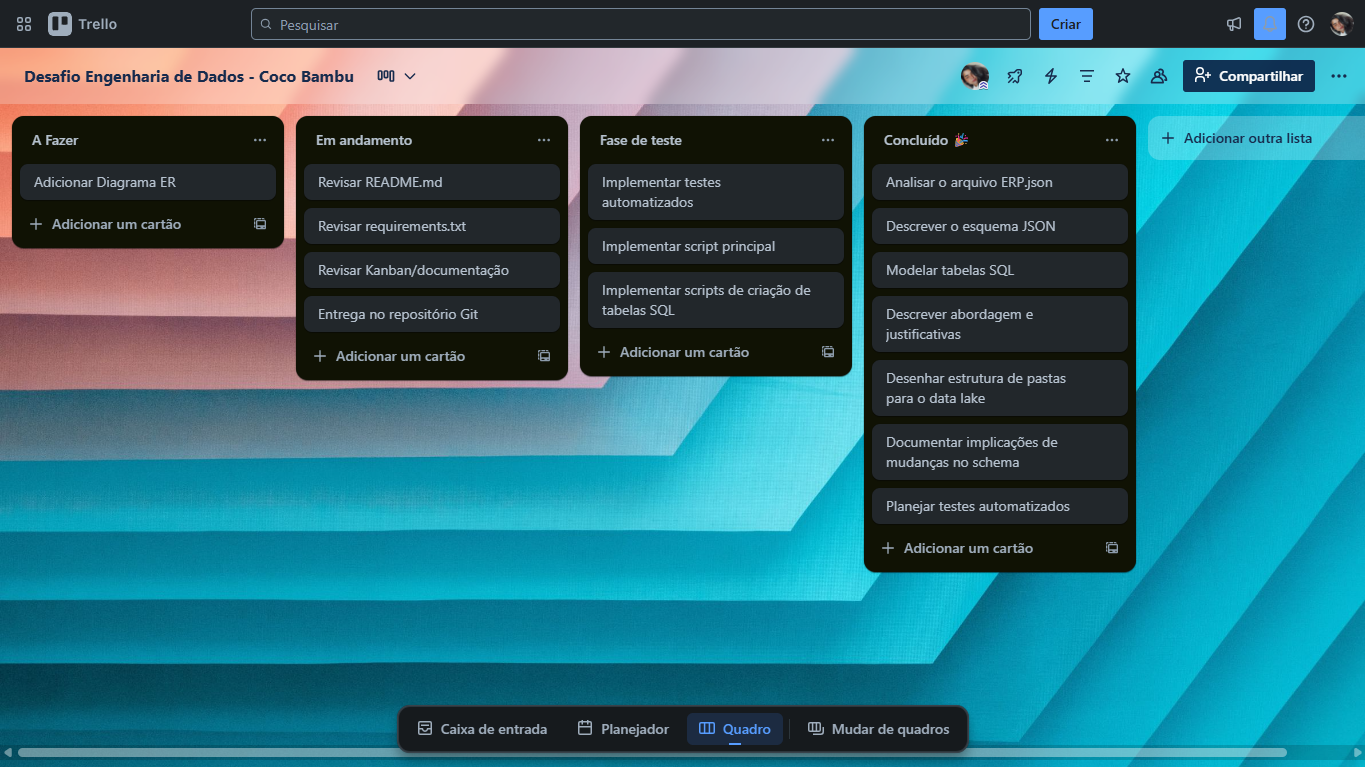 Trello
Pesquisar
Criar
Desafio Engenharia de Dados - Coco Bambu
Compartilhar
A Fazer
Adicionar Diagrama ER
Adicionar um cartão
Em andamento
Revisar README.md
Revisar requirements.txt
Revisar Kanban/documentação
Entrega no repositório Git
Adicionar um cartão
Fase de teste
Implementar testes
automatizados
Implementar script principal
Implementar scripts de criação de
tabelas SQL
Adicionar um cartão
Concluído 🎉
Analisar o arquivo ERP.json
Descrever o esquema JSON
Modelar tabelas SQL
Descrever abordagem e
justificativas
Desenhar estrutura de pastas
para o data lake
Documentar implicações de
mudanças no schema
Planejar testes automatizados
Adicionar um cartão
Adicionar outra lista
Caixa de entrada
Planejador
Quadro
Mudar de quadros